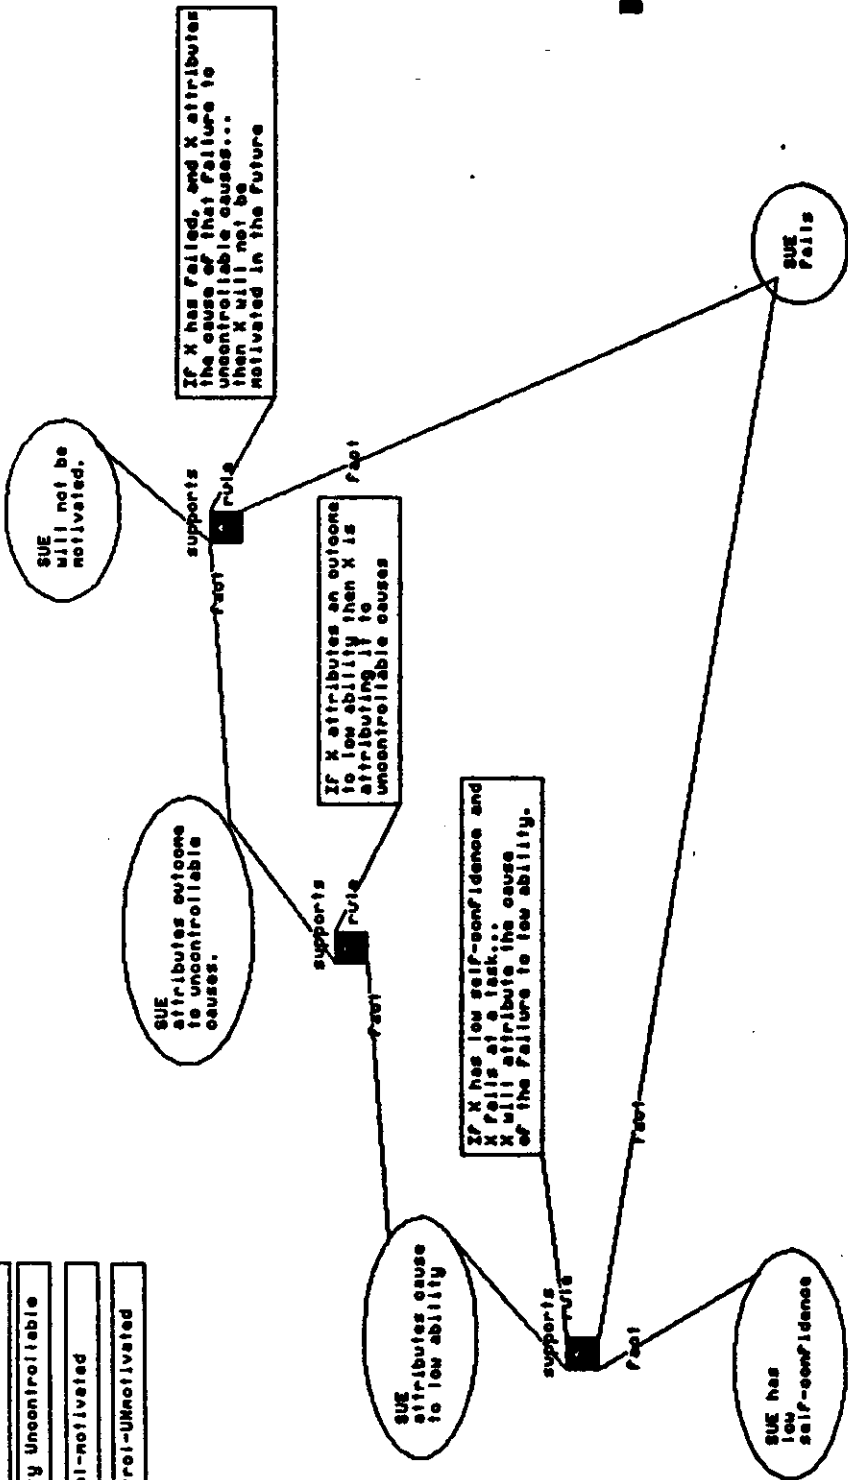 y Uncontrollable
ol-motivated
trol-UNmotivated
SUE
will not be
motivated.
supports
rule
fact
fact
If X has failed, and X attributes
the cause of that failure to
uncontrollable causes...
then X will not be
motivated in the future
SUE
attributes outcome
to uncontrollable
causes.
supports
rule
fact
If X attributes an outcome
to low ability then X is
attributing it to
uncontrollable causes
SUE
attributes cause
to low ability
supports
rule
fact
fact
If X has low self-confidence and
X fails at a task...
X will attribute the cause
of the failure to low ability.
SUE has
low
self-confidence
SUE
fails